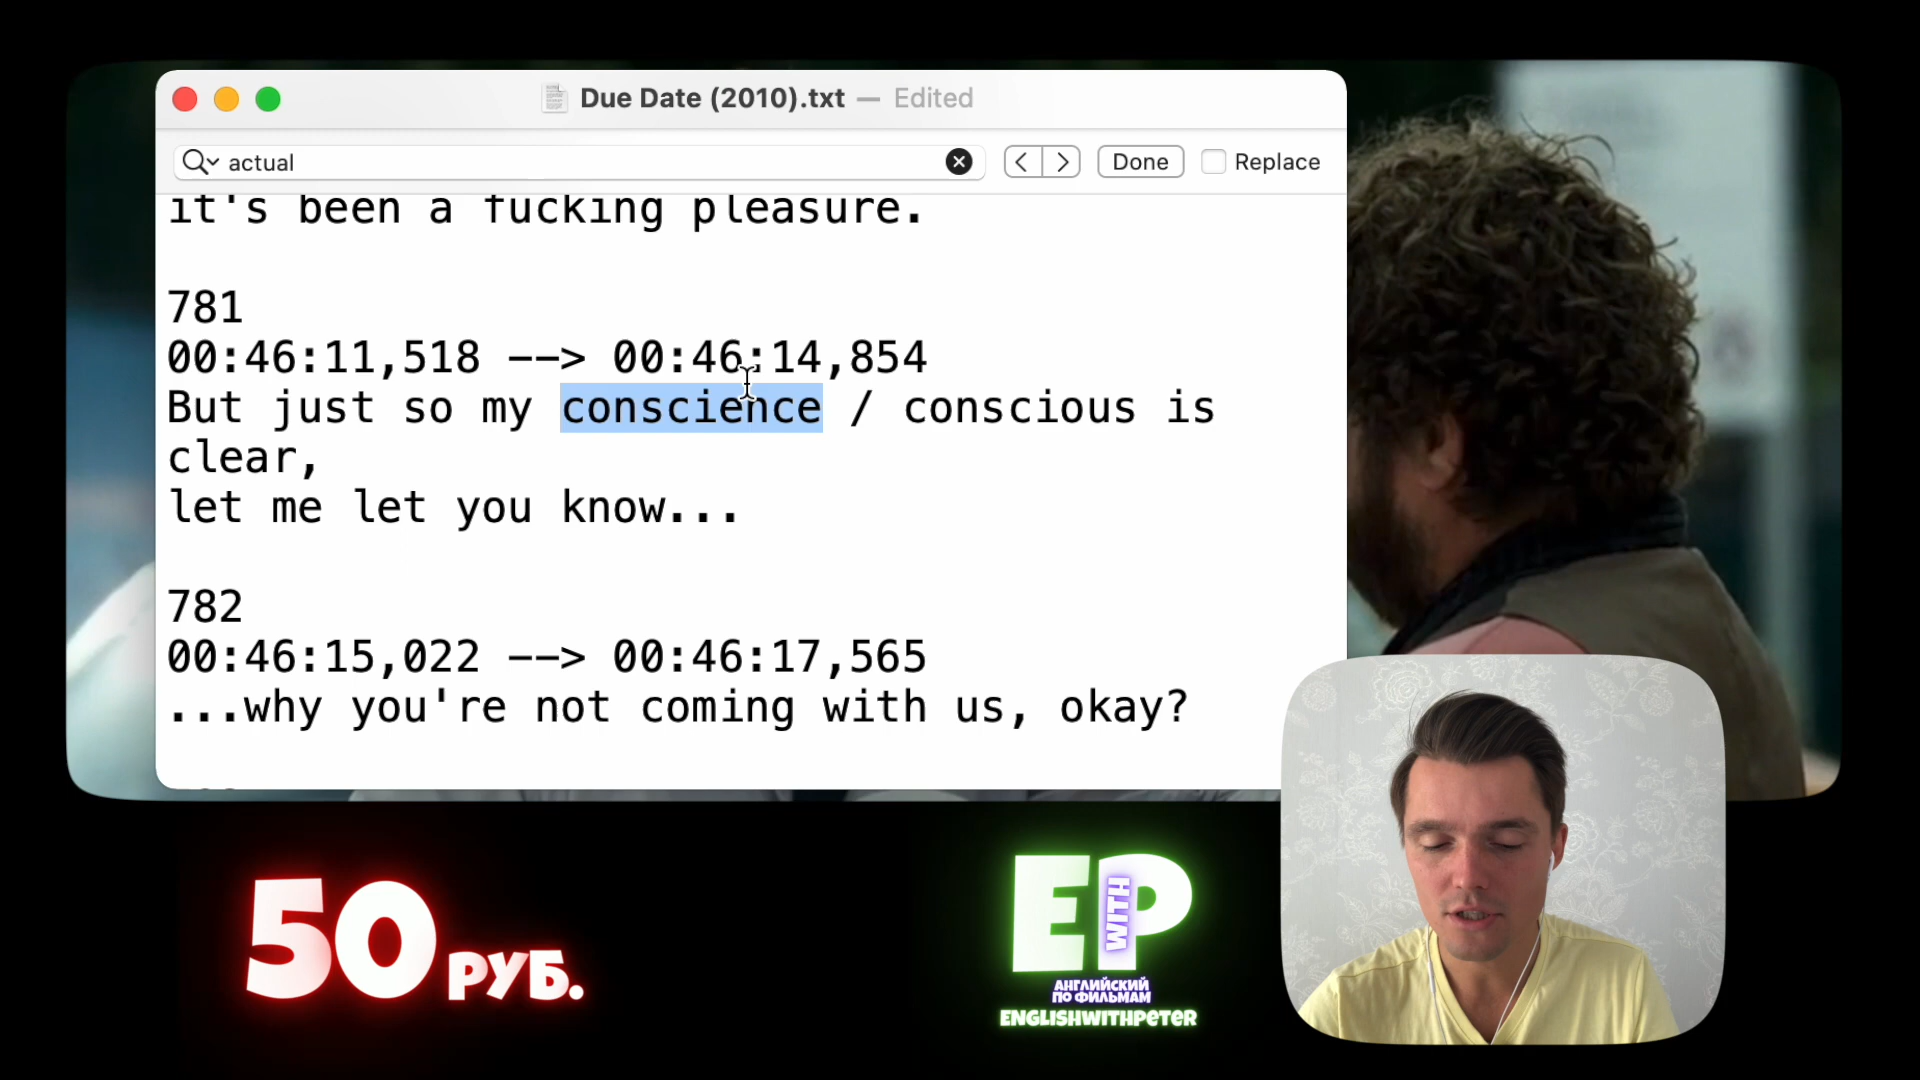 Due Date (2010).txt — Edited
actual
Done
Replace
it's been a fucking pleasure.
781
00:46:11,518 --> 00:46:14,854
But just so my conscience / conscious is
clear,
let me let you know...
782
00:46:15,022 --> 00:46:17,565
...why you're not coming with us, okay?
50 РУБ.
E WITH P
АНГЛИЙСКИЙ
ПО ФИЛЬМАМ
ENGLISHWITHPETER